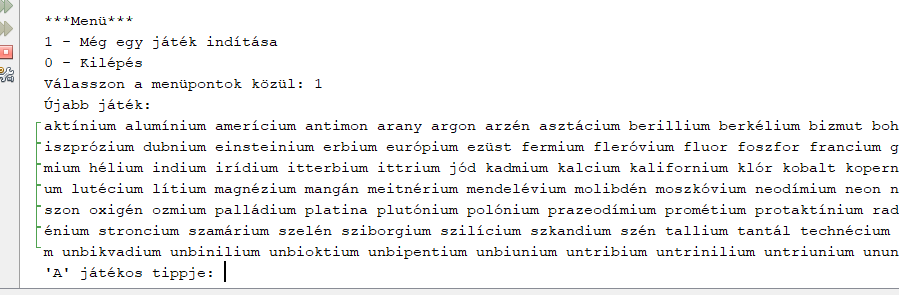 ***Menü***
1 - Még egy játék indítása
0 - Kilépés
Válasszon a menüpontok közül: 1
Újabb játék:
aktínium alumínium amerícium antimon arany argon arzén asztácium berillium berkélium bizmut boh
iszprózium dubnium einsteinium erbium európium ezüst fermium fleróvium fluor foszfor francium g
mium hélium indium irídium itterbium ittrium jód kadmium kalcium kalifornium klór kobalt kopern
um lutécium lítium magnézium mangán meitnérium mendelévium molibdén moszkóvium neodímium neon n
szon oxigén ozmium palládium platina plutónium polónium prazeodímium prométium protaktínium rad
énium stroncium szamárium szelén sziborgium szilícium szkandium szén tallium tantál technécium
m unbikvadium unbinilium unbioktium unbipentium unbiunium untribium untrinilium untriunium unun
'A' játékos tippje: